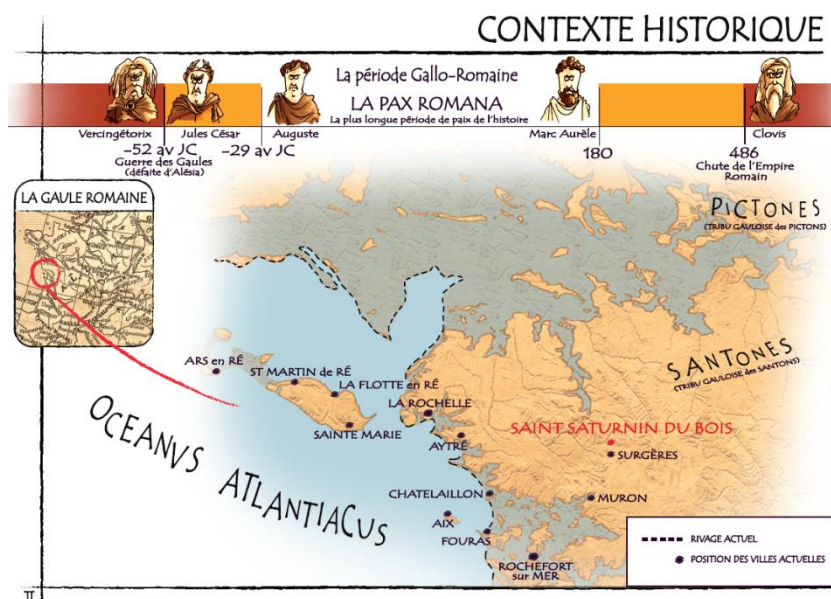 CONTEXTE HISTORIQUE
La période Gallo-Romaine
LA PAX ROMANA
La plus longue période de paix de l'histoire
Vercingétorix
Jules César
Auguste
Marc Aurèle
Clovis
-52 av JC
-29 av JC
180
486
Guerre des Gaules
(défaite d'Alésia)
Chute de l'Empire
Romain
LA GAULE ROMAINE
PICTONES
(TRIBU GAULOISE des PICTONS)
SANTONES
(TRIBU GAULOISE des SANTONS)
ARS en RÉ
ST MARTIN de RÉ
LA FLOTTE en RÉ
LA ROCHELLE
SAINTE MARIE
AYTRÉ
SAINT SATURNIN DU BOIS
SURGÈRES
OCEANVS ATLANTIACUS
CHATELAILLON
MURON
AIX
FOURAS
ROCHEFORT
sur MER
RIVAGE ACTUEL
POSITION DES VILLES ACTUELLES
II